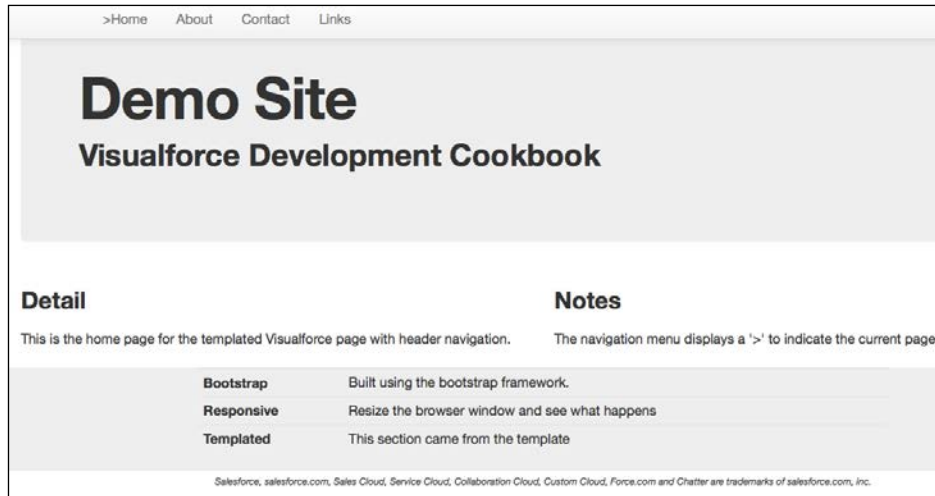 >Home About Contact Links
Demo Site
Visualforce Development Cookbook
Detail
This is the home page for the templated Visualforce page with header navigation.
Notes
The navigation menu displays a '>' to indicate the current page
Bootstrap Built using the bootstrap framework.
Responsive Resize the browser window and see what happens
Templated This section came from the template
Salesforce, salesforce.com, Sales Cloud, Service Cloud, Collaboration Cloud, Custom Cloud, Force.com and Chatter are trademarks of salesforce.com, inc.